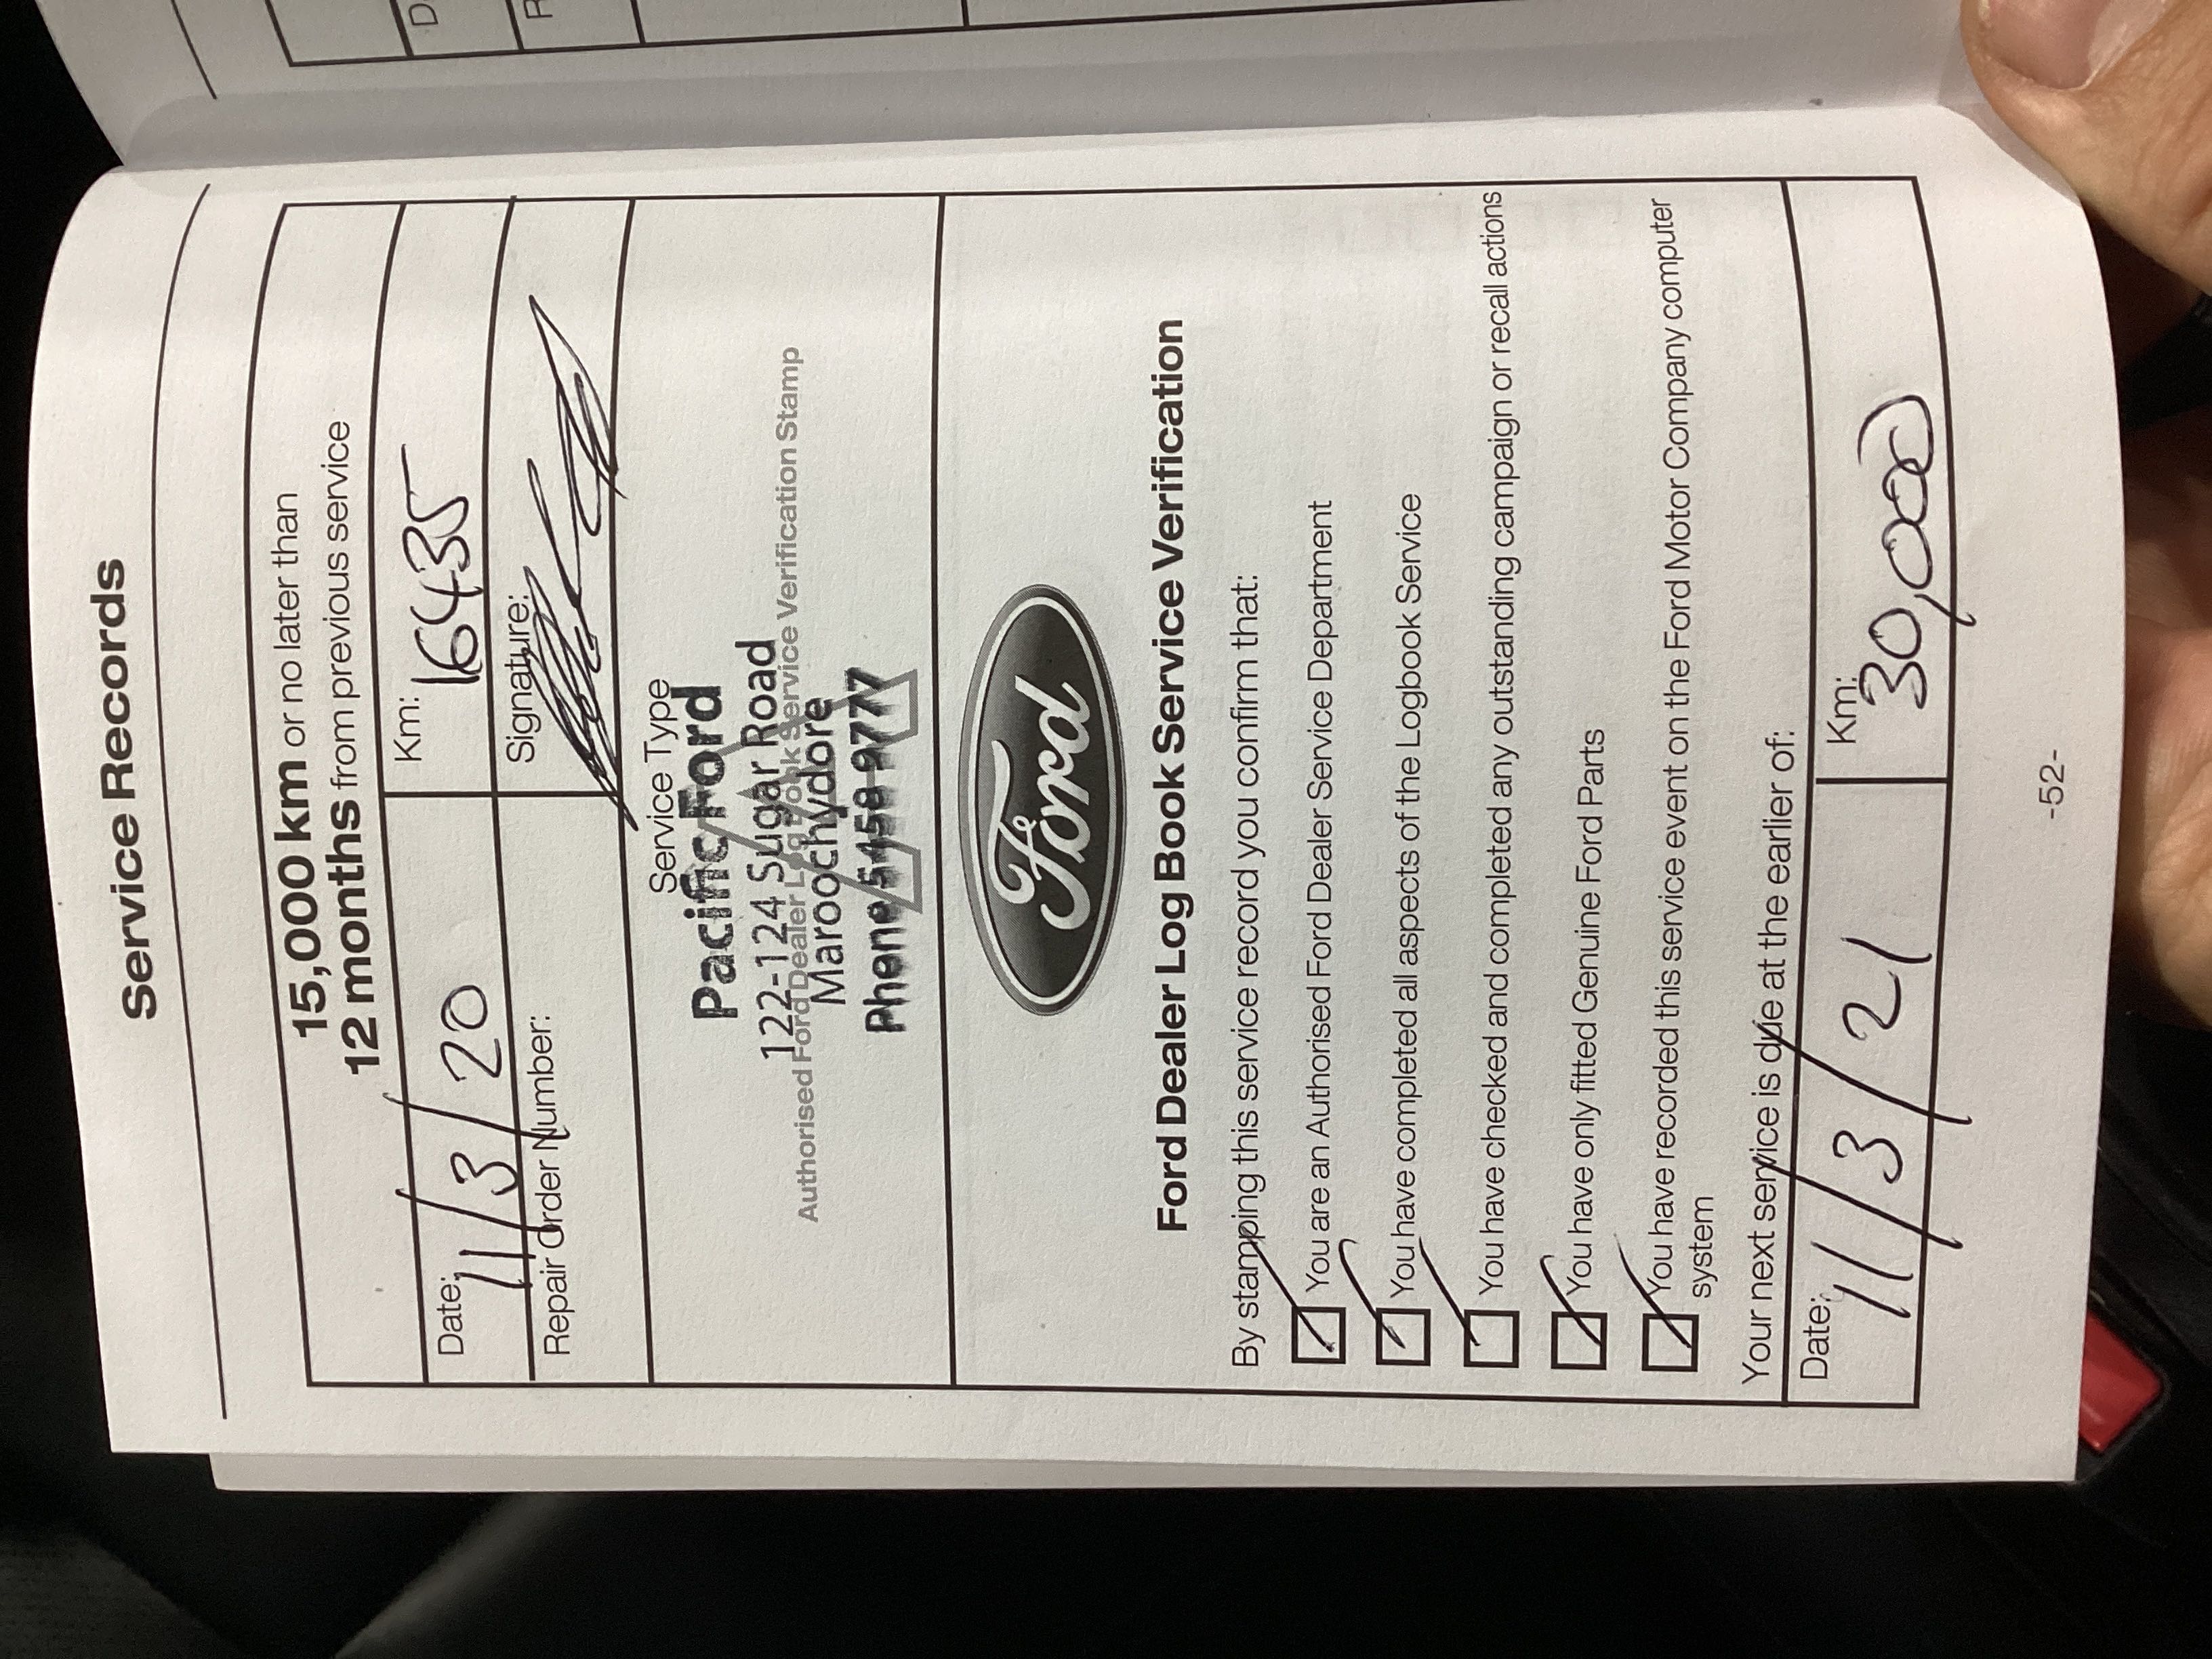 Service Records
15,000 km or no later than
12 months from previous service
Date: 11/3/20
Km: 16435
Repair Order Number:
Signature:
Service Type
Pacific Ford
122-124 Sugar Road
Authorised Ford Dealer Log Book Service Verification Stamp
Maroochydore
Phone 5458 9777
Ford
Ford Dealer Log Book Service Verification
By stamping this service record you confirm that:
You are an Authorised Ford Dealer Service Department
You have completed all aspects of the Logbook Service
You have checked and completed any outstanding campaign or recall actions
You have only fitted Genuine Ford Parts
You have recorded this service event on the Ford Motor Company computer
system
Your next service is due at the earlier of:
Date: 11/3/21
Km: 30,000
-52-